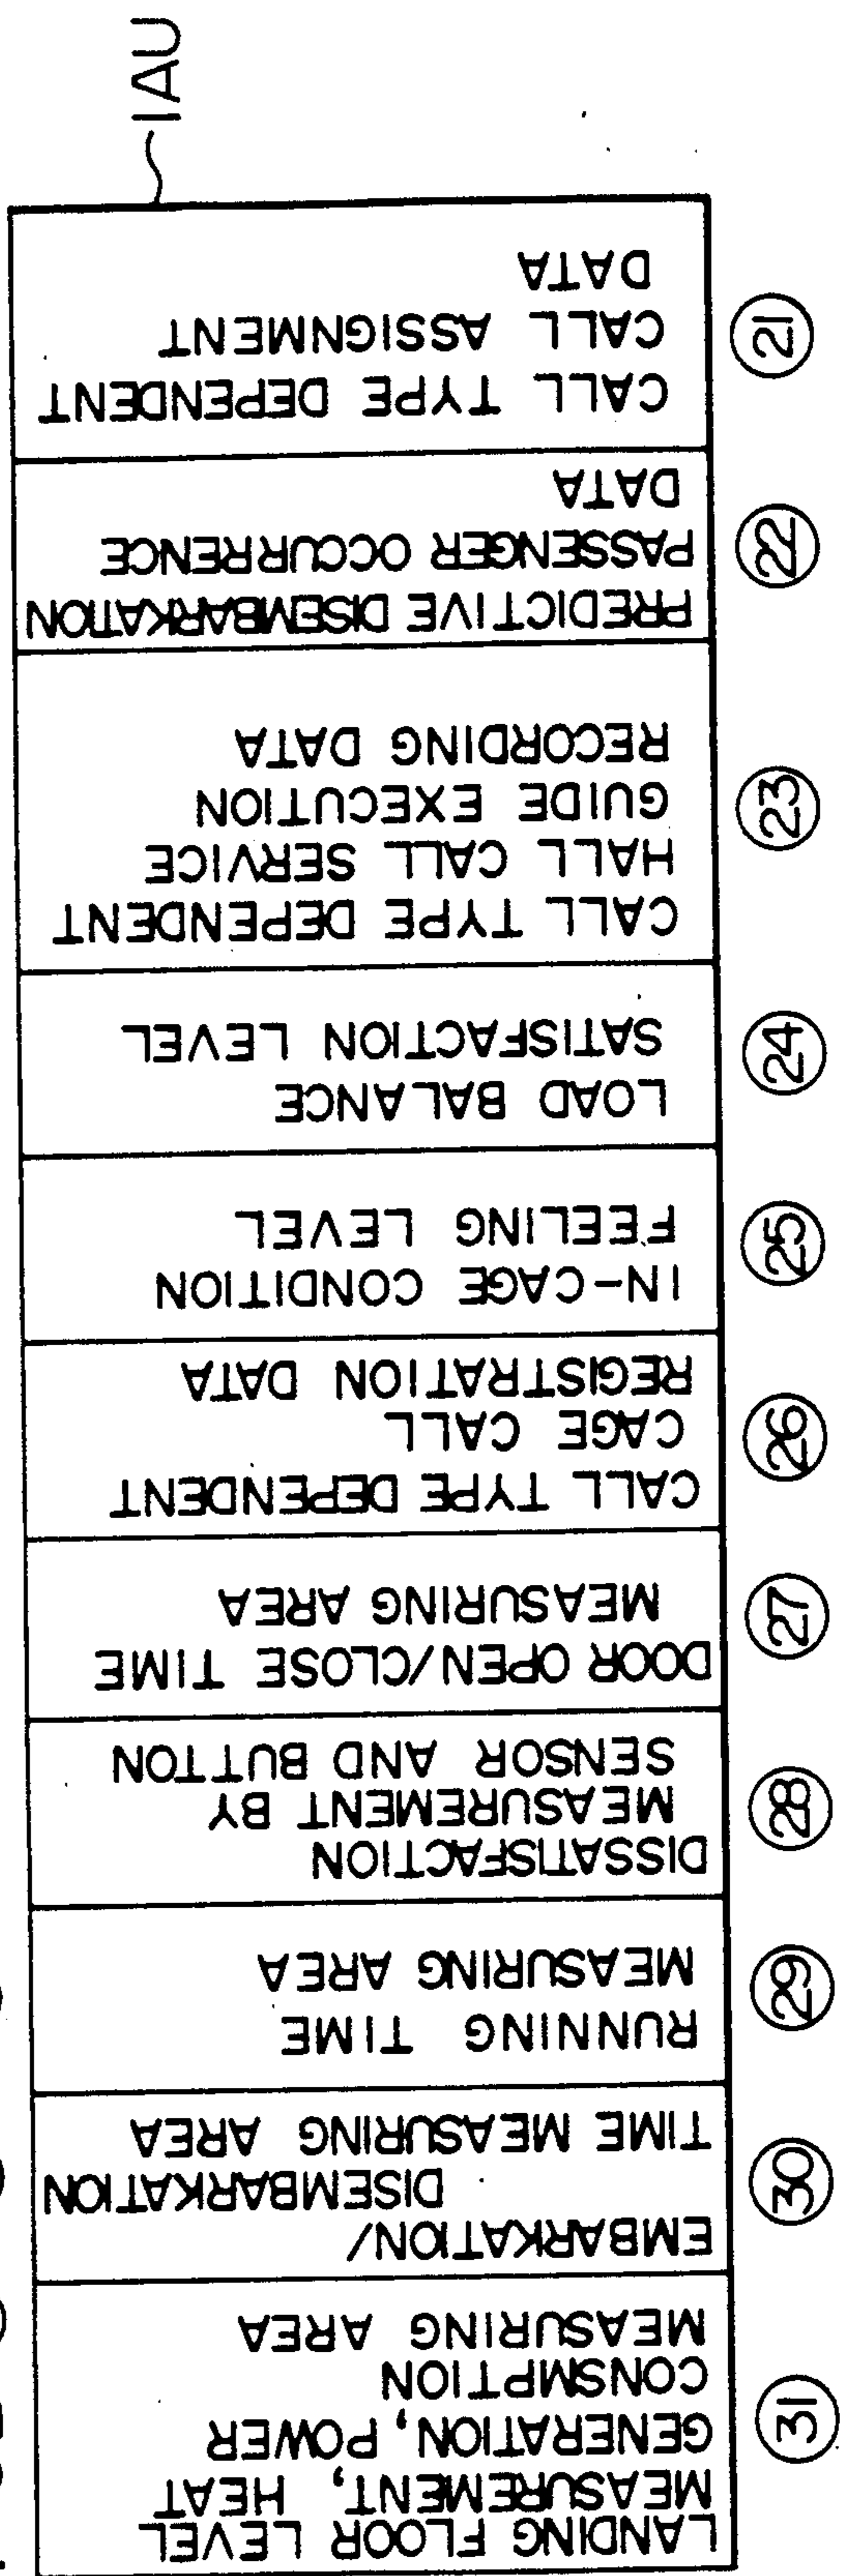 LANDING FLOOR LEVEL
MEASUREMENT, HEAT
GENERATION, POWER
CONSMPTION
MEASURING AREA
31
EMBARKATION/
DISEMBARKATION
TIME MEASURING AREA
30
RUNNING TIME
MEASURING AREA
29
DISSATISFACTION
MEASUREMENT BY
SENSOR AND BUTTON
28
DOOR OPEN/CLOSE TIME
MEASURING AREA
27
CALL TYPE DEPENDENT
CAGE CALL
REGISTRATION DATA
26
IN-CAGE CONDITION
FEELING LEVEL
25
LOAD BALANCE
SATISFACTION LEVEL
24
CALL TYPE DEPENDENT
HALL CALL SERVICE
GUIDE EXECUTION
RECORDING DATA
23
PREDICTIVE DISEMBARKATION
PASSENGER OCCURRENCE
DATA
22
CALL TYPE DEPENDENT
CALL ASSIGNMENT
DATA
21
1AU